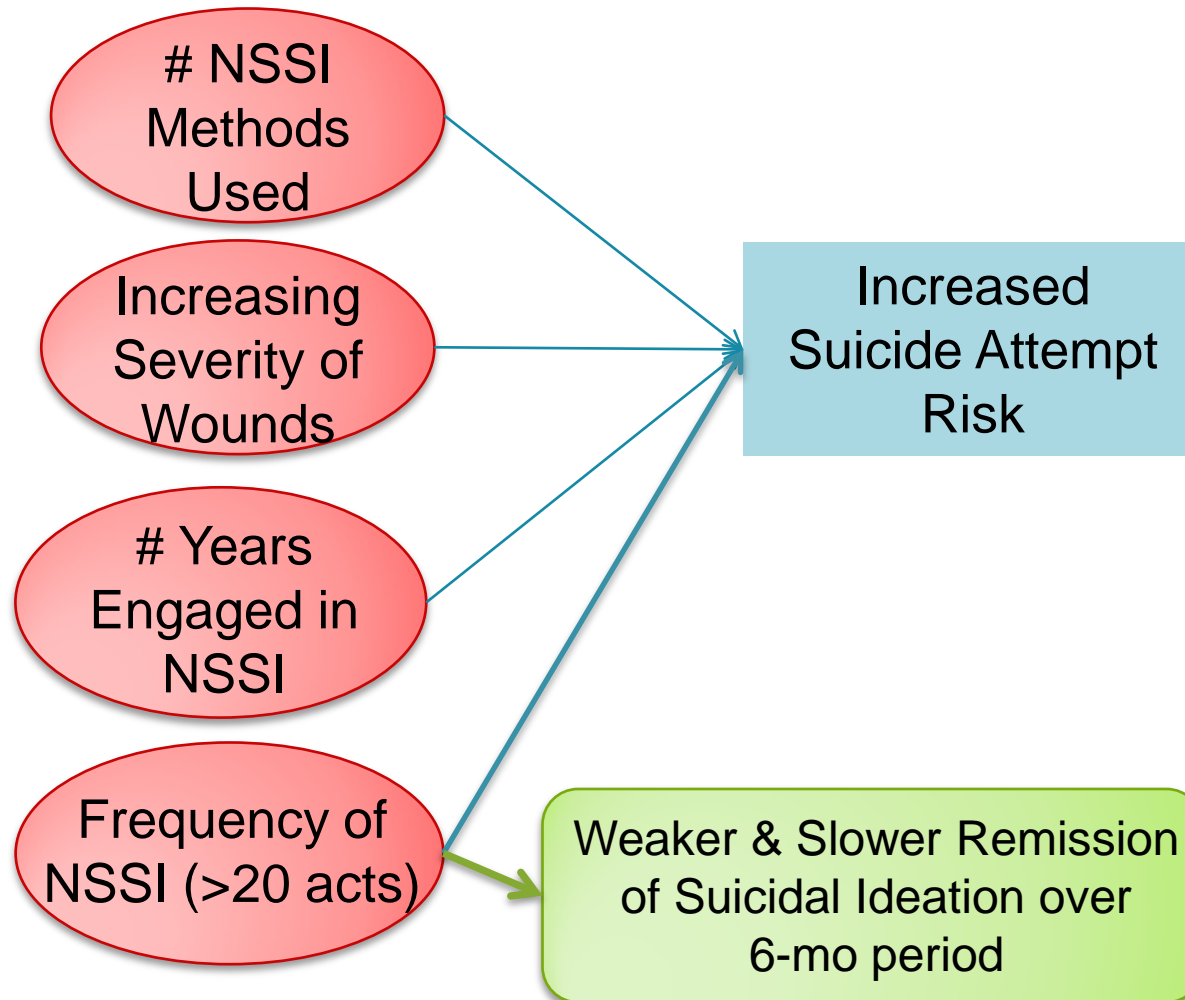 # NSSI
Methods
Used
Increasing
Severity of
Wounds
# Years
Engaged in
NSSI
Frequency of
NSSI (>20 acts)
Increased
Suicide Attempt
Risk
Weaker & Slower Remission
of Suicidal Ideation over
6-mo period